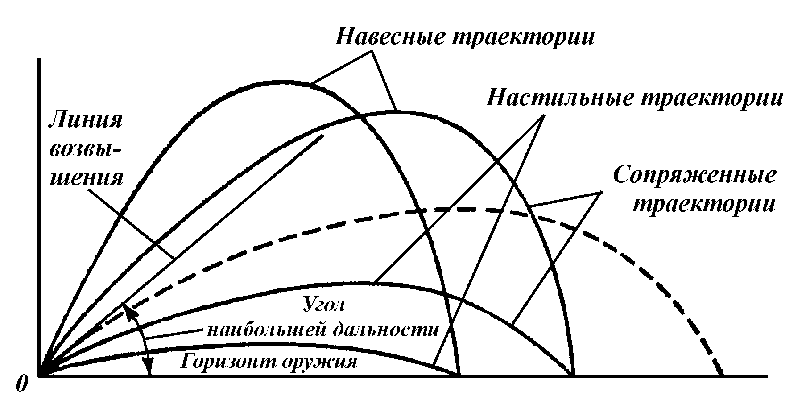 Навесные траектории
Настильные траектории
Линия
возвы-
шения
Сопряженные
траектории
Угол
наибольшей дальности
Горизонт оружия
0